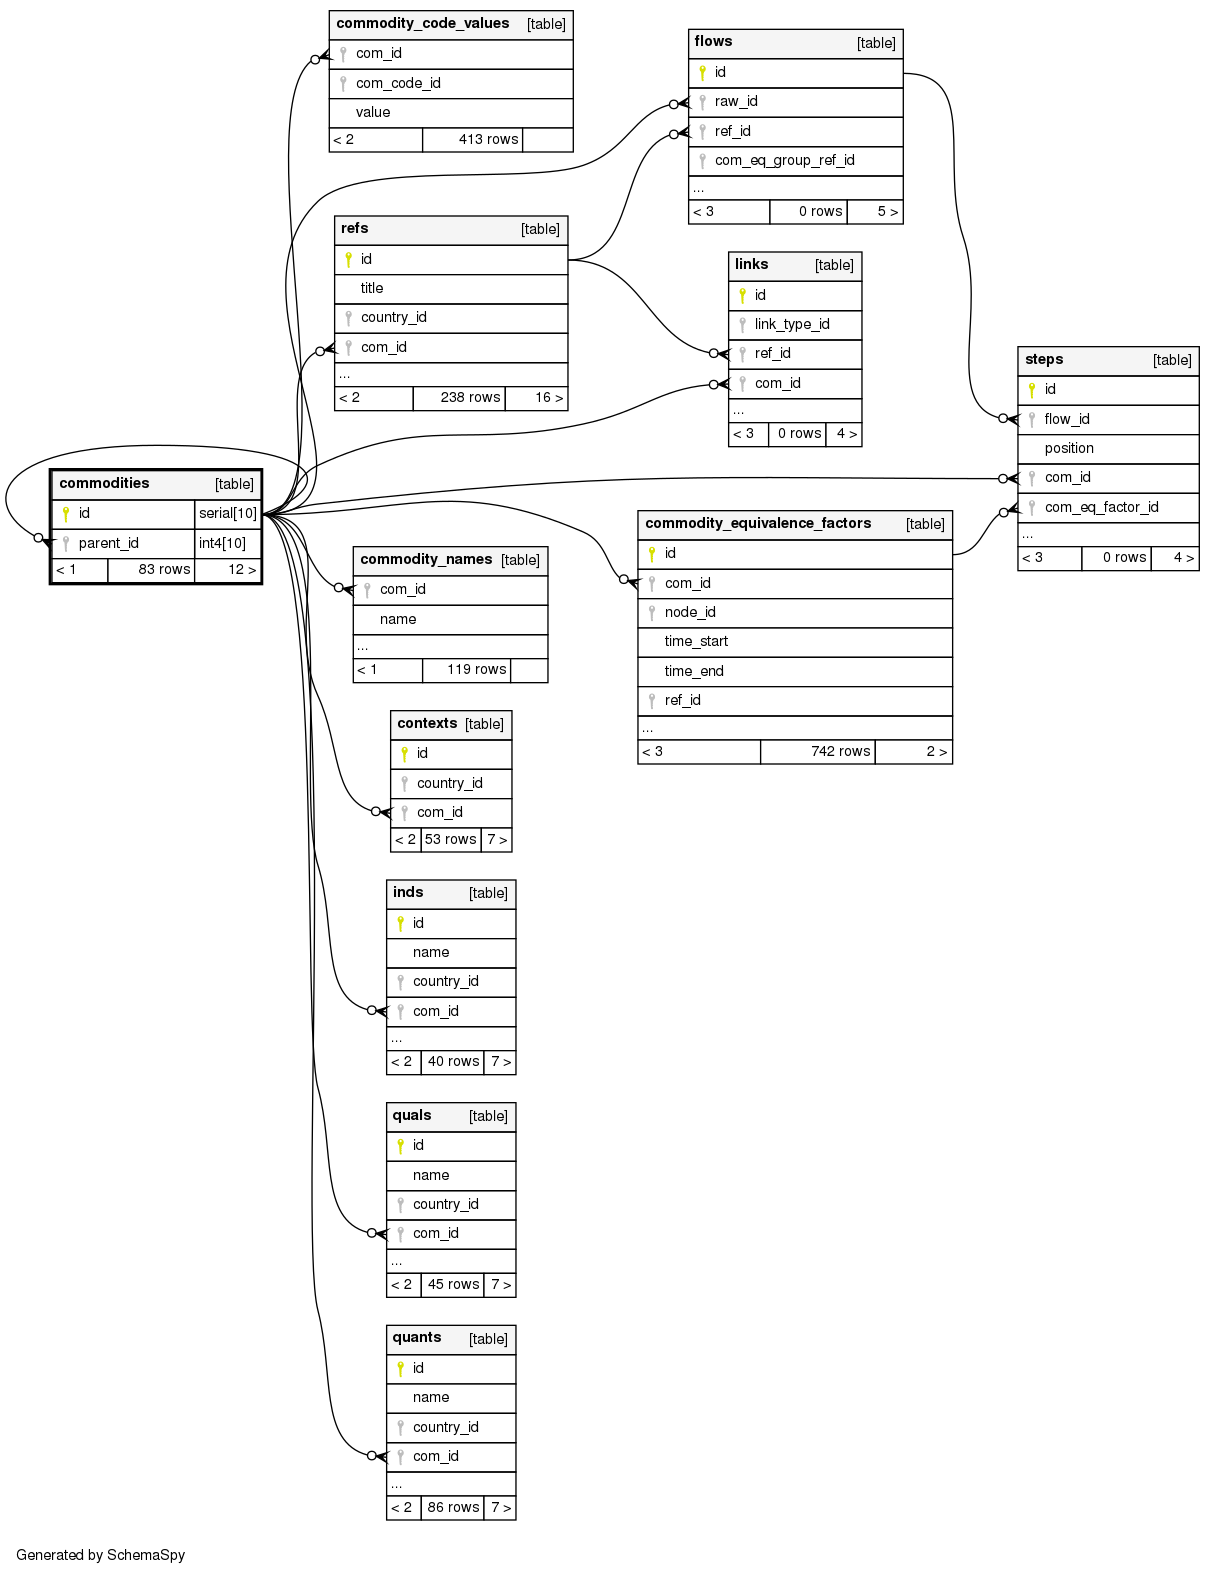 commodity_code_values [table]
com_id
com_code_id
value
< 2 413 rows
flows [table]
id
raw_id
ref_id
com_eq_group_ref_id
...
< 3 0 rows 5 >
refs [table]
id
title
country_id
com_id
...
< 2 238 rows 16 >
links [table]
id
link_type_id
ref_id
com_id
...
< 3 0 rows 4 >
steps [table]
id
flow_id
position
com_id
com_eq_factor_id
...
< 3 0 rows 4 >
commodities [table]
id serial[10]
parent_id int4[10]
< 1 83 rows 12 >
commodity_equivalence_factors [table]
id
com_id
node_id
time_start
time_end
ref_id
...
< 3 742 rows 2 >
commodity_names [table]
com_id
name
...
< 1 119 rows
contexts [table]
id
country_id
com_id
< 2 53 rows 7 >
inds [table]
id
name
country_id
com_id
...
< 2 40 rows 7 >
quals [table]
id
name
country_id
com_id
...
< 2 45 rows 7 >
quants [table]
id
name
country_id
com_id
...
< 2 86 rows 7 >
Generated by SchemaSpy